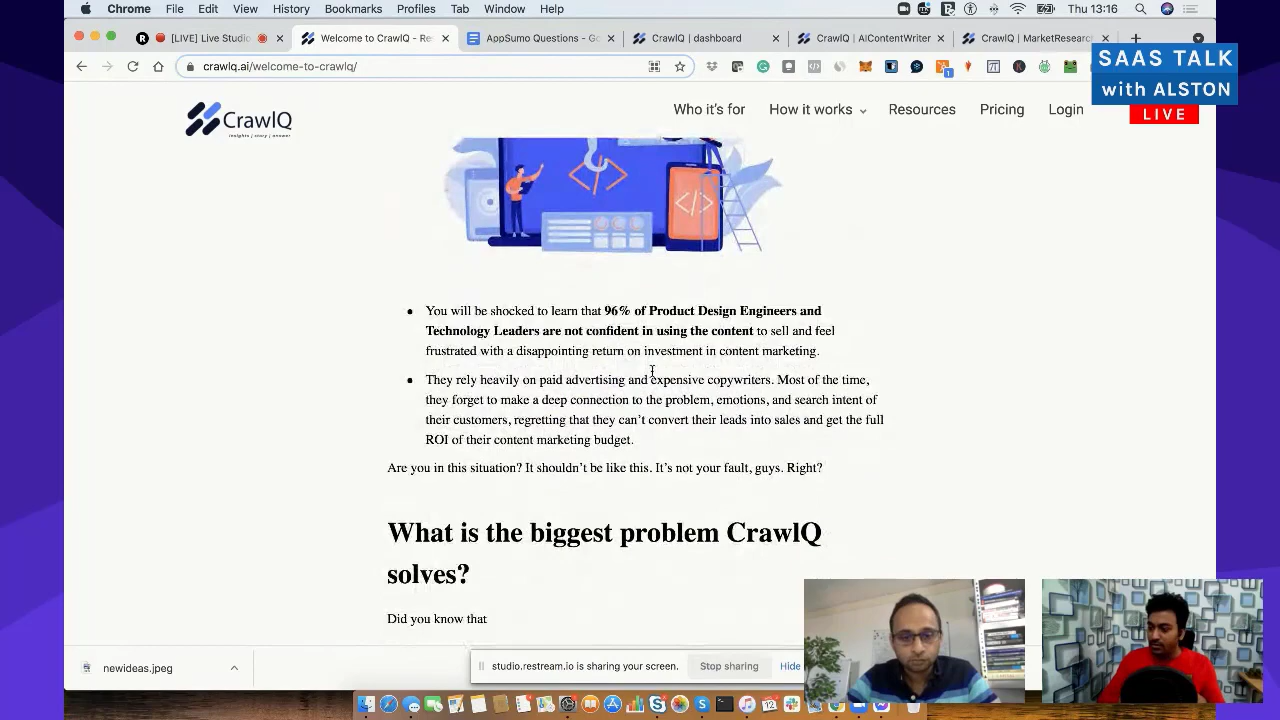 Chrome File Edit View History Bookmarks Profiles Tab Window Help Thu 13:16
[LIVE] Live Studio Welcome to CrawlQ - Re AppSumo Questions - Go CrawlQ | dashboard CrawlQ | AIContentWriter CrawlQ | MarketResearc
crawlq.ai/welcome-to-crawlq/
SAAS TALK
with ALSTON
LIVE
CrawlQ
insights | story | answer
Who it's for How it works Resources Pricing Login
• You will be shocked to learn that 96% of Product Design Engineers and
Technology Leaders are not confident in using the content to sell and feel
frustrated with a disappointing return on investment in content marketing.
• They rely heavily on paid advertising and expensive copywriters. Most of the time,
they forget to make a deep connection to the problem, emotions, and search intent of
their customers, regretting that they can’t convert their leads into sales and get the full
ROI of their content marketing budget.
Are you in this situation? It shouldn’t be like this. It’s not your fault, guys. Right?
What is the biggest problem CrawlQ
solves?
Did you know that
newideas.jpeg
studio.restream.io is sharing your screen. Stop sharing Hide